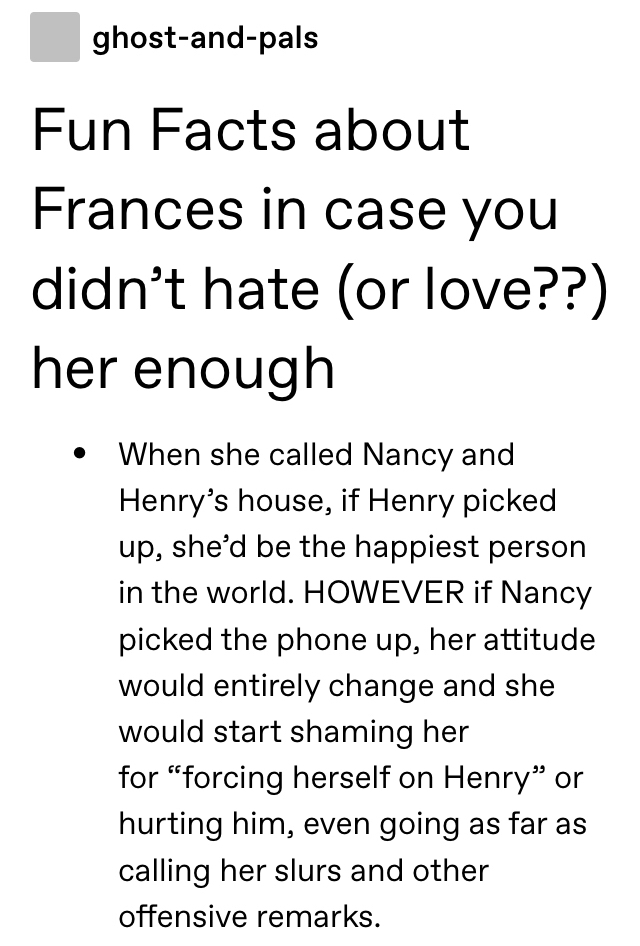 ghost-and-pals
Fun Facts about
Frances in case you
didn’t hate (or love??)
her enough
• When she called Nancy and
Henry’s house, if Henry picked
up, she’d be the happiest person
in the world. HOWEVER if Nancy
picked the phone up, her attitude
would entirely change and she
would start shaming her
for “forcing herself on Henry” or
hurting him, even going as far as
calling her slurs and other
offensive remarks.